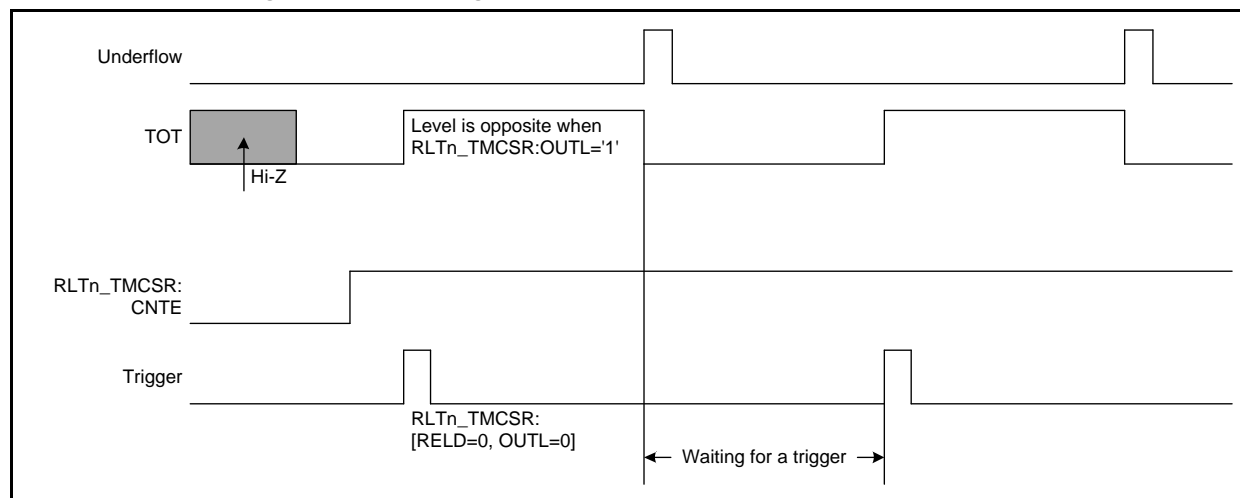 Underflow
TOT
Level is opposite when
RLTn_TMCSR:OUTL='1'
Hi-Z
RLTn_TMCSR:
CNTE
Trigger
RLTn_TMCSR:
[RELD=0, OUTL=0]
Waiting for a trigger